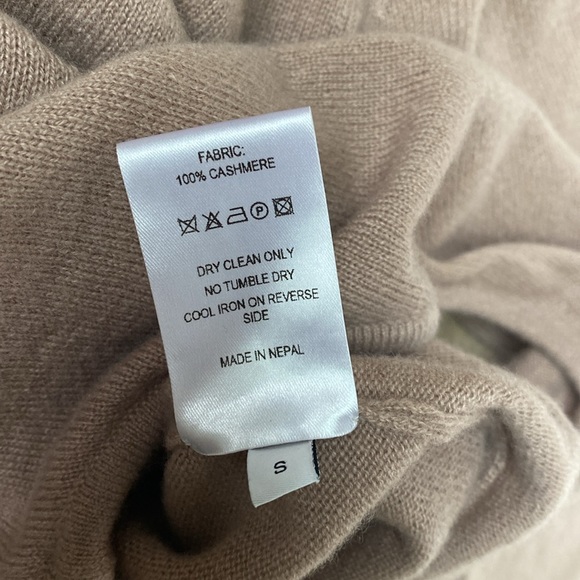 FABRIC:
100% CASHMERE
P
DRY CLEAN ONLY
NO TUMBLE DRY
COOL IRON ON REVERSE
SIDE
MADE IN NEPAL
S